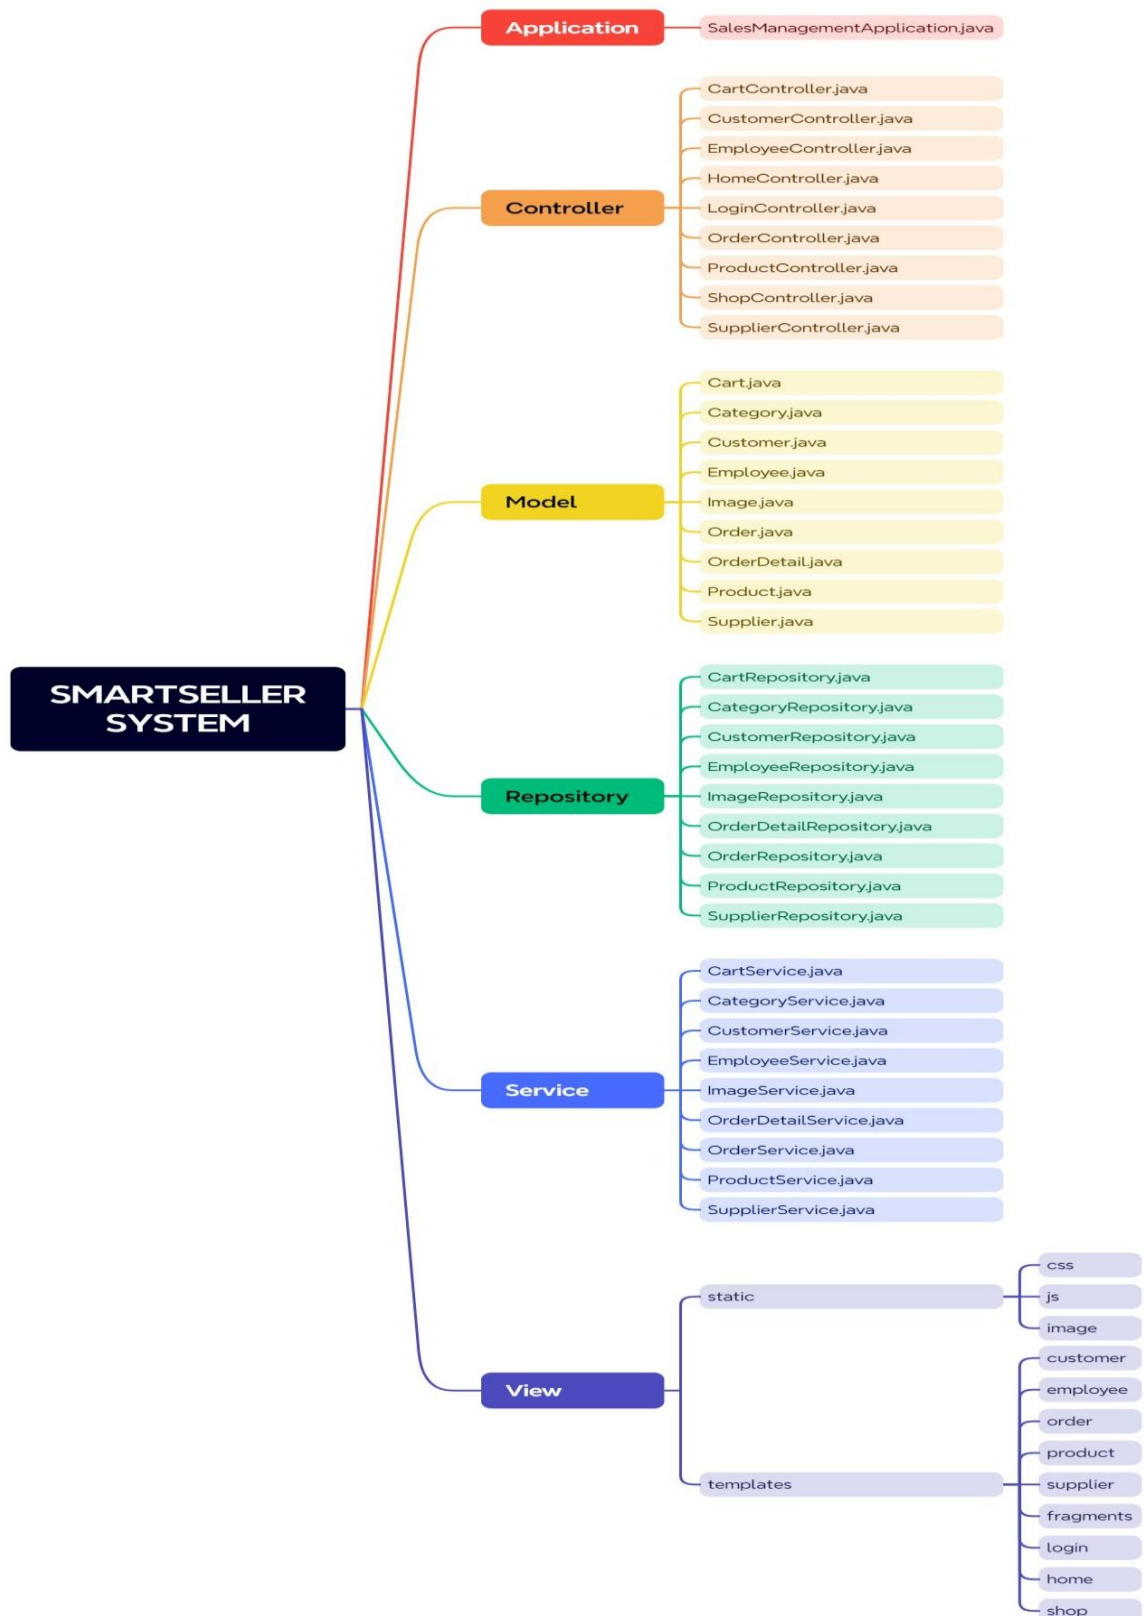 SMARTSELLER
SYSTEM
Application
SalesManagementApplication.java
Controller
CartController.java
CustomerController.java
EmployeeController.java
HomeController.java
LoginController.java
OrderController.java
ProductController.java
ShopController.java
SupplierController.java
Model
Cart.java
Category.java
Customer.java
Employee.java
Image.java
Order.java
OrderDetail.java
Product.java
Supplier.java
Repository
CartRepository.java
CategoryRepository.java
CustomerRepository.java
EmployeeRepository.java
ImageRepository.java
OrderDetailRepository.java
OrderRepository.java
ProductRepository.java
SupplierRepository.java
Service
CartService.java
CategoryService.java
CustomerService.java
EmployeeService.java
ImageService.java
OrderDetailService.java
OrderService.java
ProductService.java
SupplierService.java
View
static
css
js
image
templates
customer
employee
order
product
supplier
fragments
login
home
shop